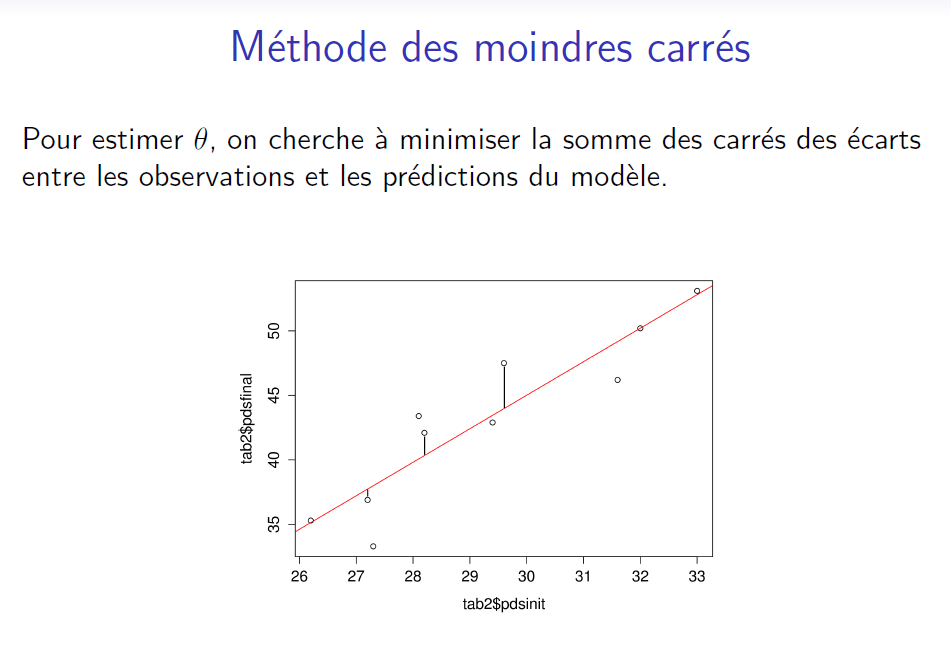 Méthode des moindres carrés
Pour estimer θ, on cherche à minimiser la somme des carrés des écarts
entre les observations et les prédictions du modèle.
tab2$pdsfinal
50
45
40
35
26 27 28 29 30 31 32 33
tab2$pdsinit